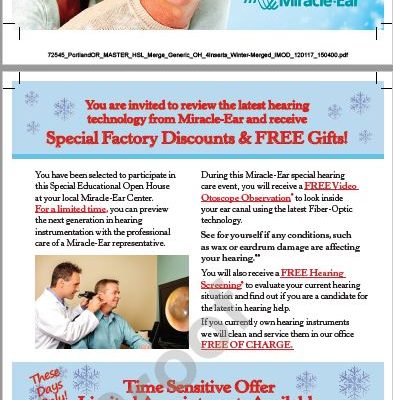 Miracle-Ear
72545_PortlandOR_MASTER_HSL_Merge_Generic_OH_4Inserts_Winter-Merged_IMOD_120117_150400.pdf
You are invited to review the latest hearing
technology from Miracle-Ear and receive
Special Factory Discounts & FREE Gifts!
You have been selected to participate in
this Special Educational Open House
at your local Miracle-Ear Center.
For a limited time, you can preview
the next generation in hearing
instrumentation with the professional
care of a Miracle-Ear representative.
During this Miracle-Ear special hearing
care event, you will receive a FREE Video
Otoscope Observation* to look inside
your ear canal using the latest Fiber-Optic
technology.
See for yourself if any conditions, such
as wax or eardrum damage are affecting
your hearing.**
You will also receive a FREE Hearing
Screening* to evaluate your current hearing
situation and find out if you are a candidate for
the latest in hearing help.
If you currently own hearing instruments
we will clean and service them in our office
FREE OF CHARGE.
Proof
These
Days
Only!
Time Sensitive Offer